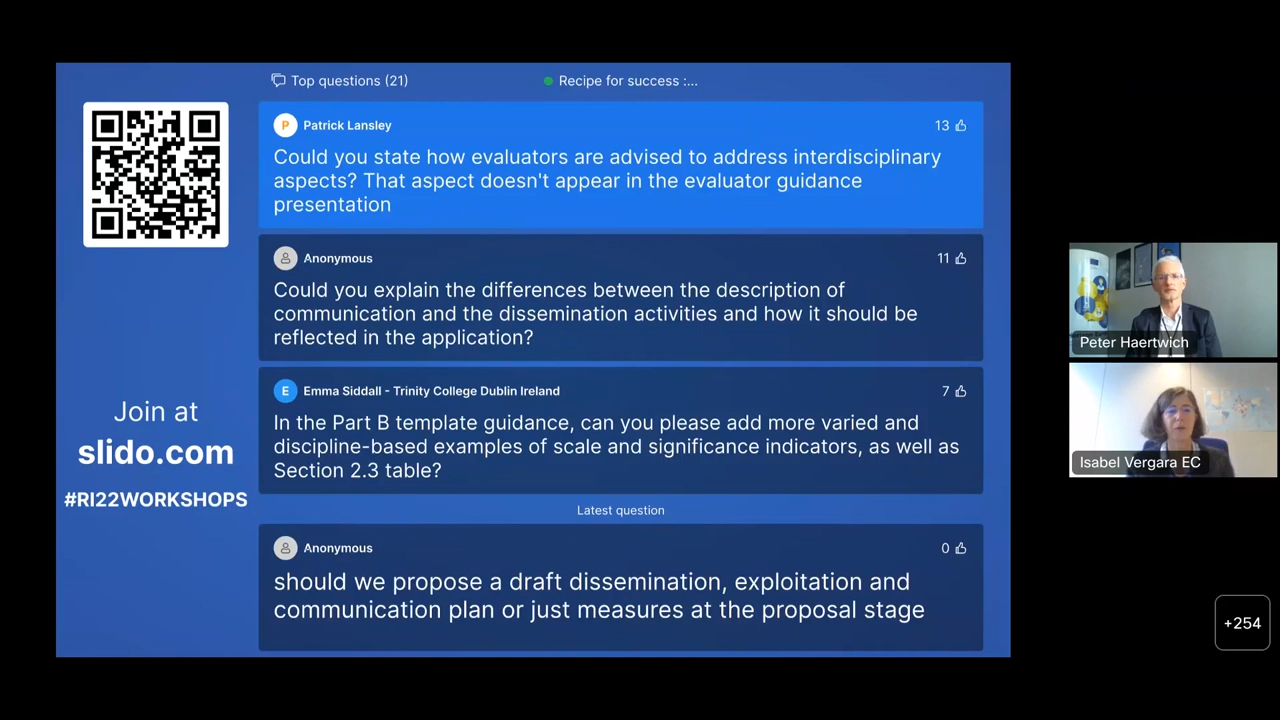 Top questions (21)
Recipe for success :...
P
Patrick Lansley
13
Could you state how evaluators are advised to address interdisciplinary
aspects? That aspect doesn't appear in the evaluator guidance
presentation
Anonymous
11
Could you explain the differences between the description of
communication and the dissemination activities and how it should be
reflected in the application?
E
Emma Siddall - Trinity College Dublin Ireland
7
In the Part B template guidance, can you please add more varied and
discipline-based examples of scale and significance indicators, as well as
Section 2.3 table?
Latest question
Anonymous
0
should we propose a draft dissemination, exploitation and
communication plan or just measures at the proposal stage
Join at
slido.com
#RI22WORKSHOPS
Peter Haertwich
Isabel Vergara EC
+254